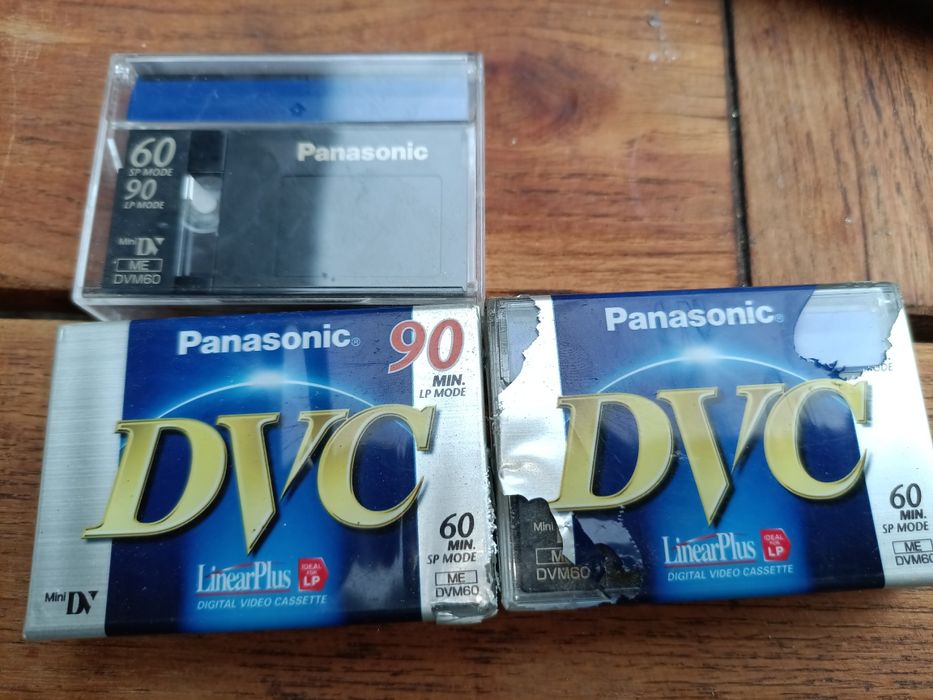 60
SP MODE
90
LP MODE
Mini DV
ME
DVM60
Panasonic
Panasonic®
90
MIN.
LP MODE
DVC
60
MIN.
SP MODE
LinearPlus
IDEAL
FOR
LP
DIGITAL VIDEO CASSETTE
Mini DV
ME
DVM60
Panasonic®
DVC
60
MIN.
SP MODE
LinearPlus
IDEAL
FOR
LP
DIGITAL VIDEO CASSETTE
Mini
DVM60
ME
DVM60